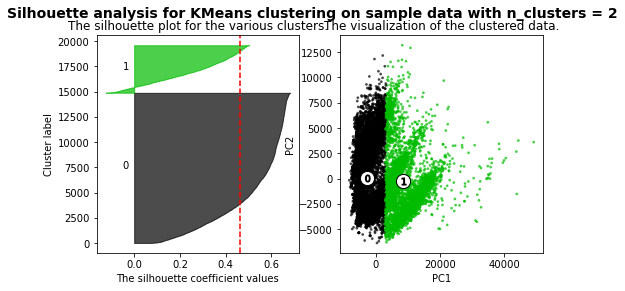 Silhouette analysis for KMeans clustering on sample data with n_clusters = 2
The silhouette plot for the various clusters.
The visualization of the clustered data.
Cluster label
20000
17500
15000
12500
10000
7500
5000
2500
0
1
0
0.0 0.2 0.4 0.6
The silhouette coefficient values
PC2
12500
10000
7500
5000
2500
0
−2500
−5000
0 1
0 20000 40000
PC1